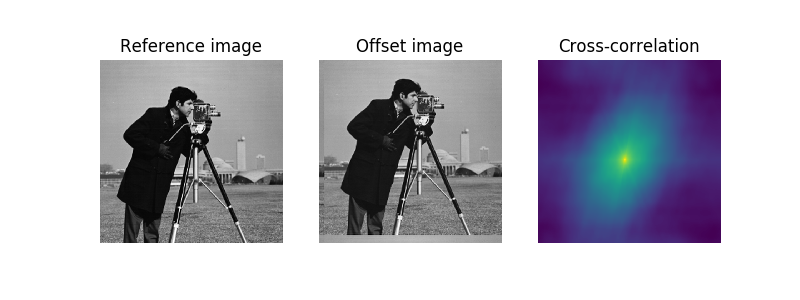 Reference image
Offset image
Cross-correlation